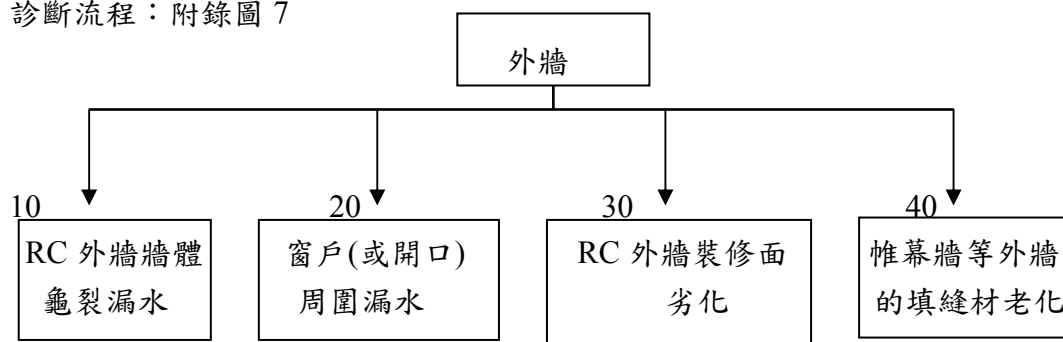 診斷流程：附錄圖 7
外牆
10
RC 外牆牆體
龜裂漏水
20
窗戶(或開口)
周圍漏水
30
RC 外牆裝修面
劣化
40
帷幕牆等外牆
的填縫材老化